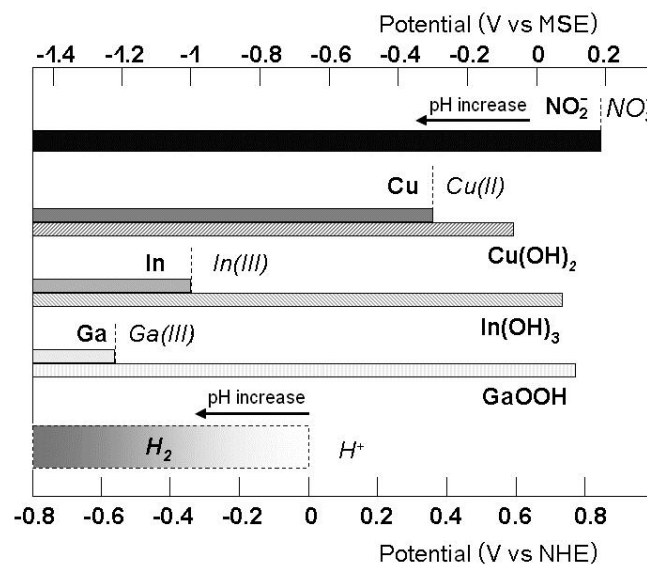 Potential (V vs MSE)
-1.4 -1.2 -1 -0.8 -0.6 -0.4 -0.2 0 0.2
pH increase NO₂⁻ NO₃
Cu Cu(II)
Cu(OH)₂
In In(III)
In(OH)₃
Ga Ga(III)
GaOOH
pH increase
H₂ H⁺
-0.8 -0.6 -0.4 -0.2 0 0.2 0.4 0.6 0.8
Potential (V vs NHE)